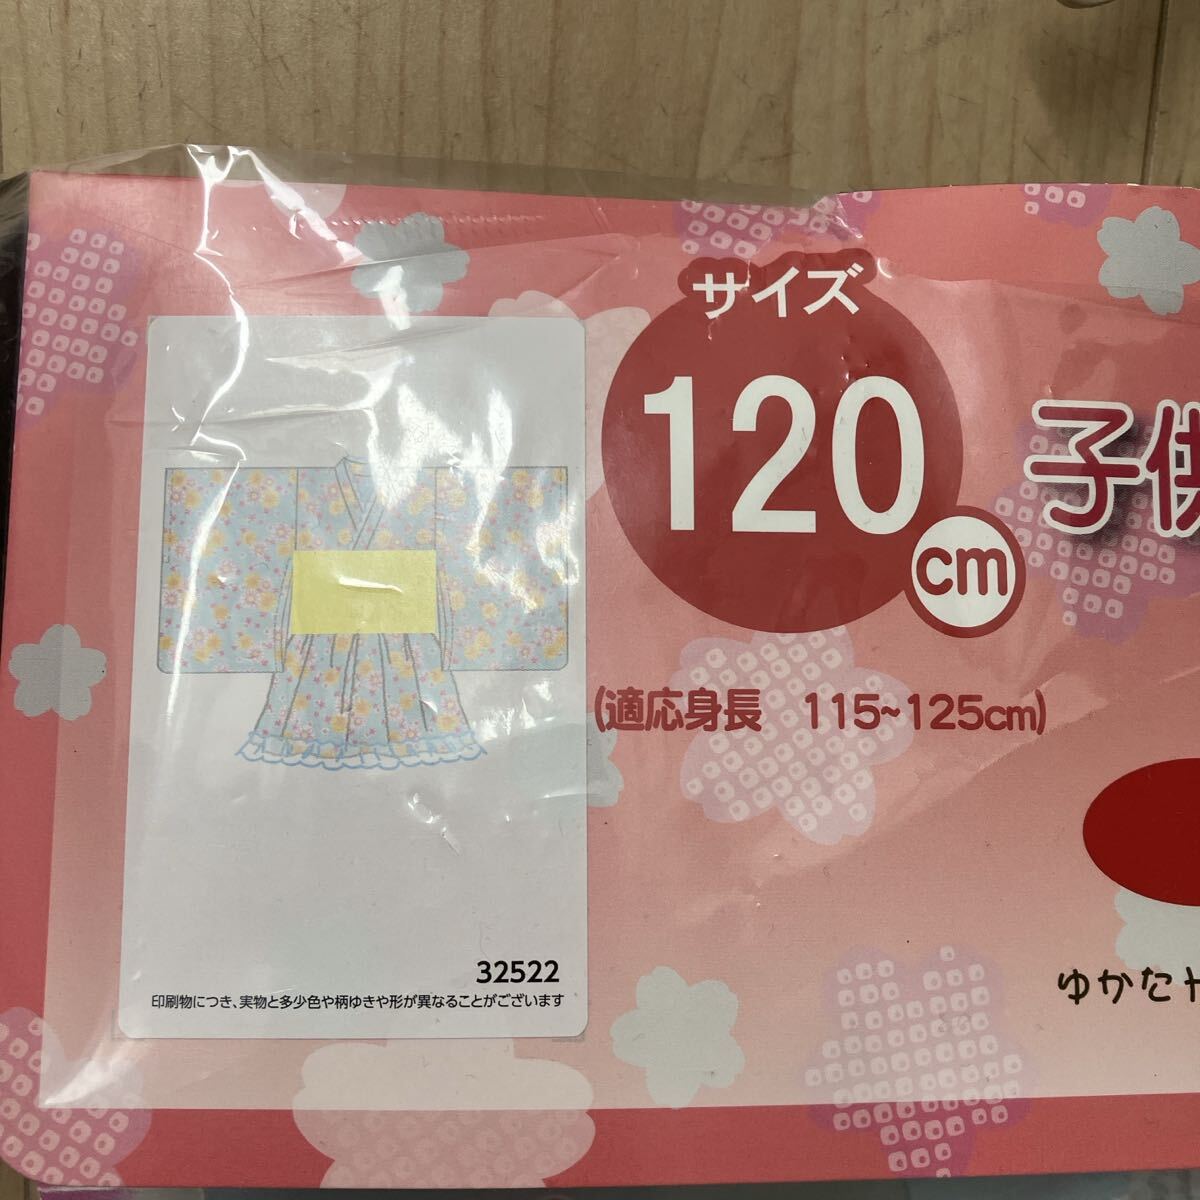 サイズ
120
cm
子供
(適応身長 115~125cm)
32522
印刷物につき、実物と多少色や柄ゆきや形が異なることがございます
ゆかた